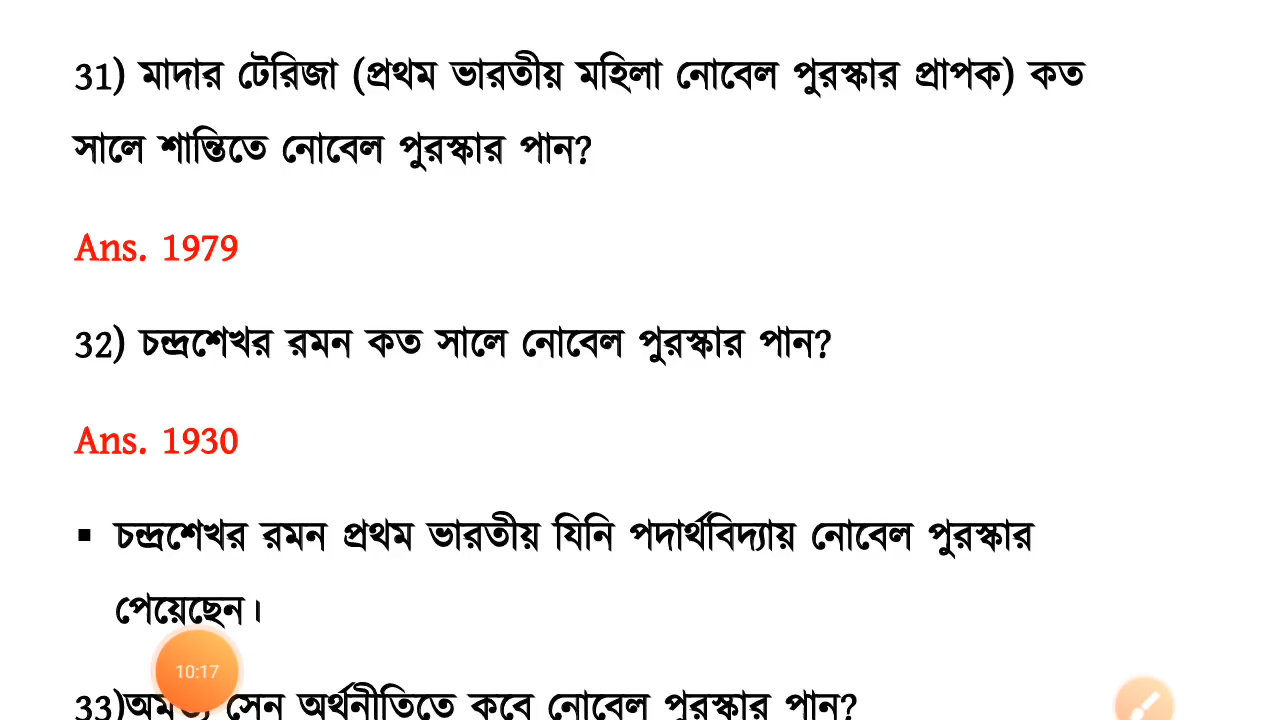 31) মাদার টেরিজা (প্রথম ভারতীয় মহিলা নোবেল পুরস্কার প্রাপক) কত
সালে শান্তিতে নোবেল পুরস্কার পান?
Ans. 1979
32) চন্দ্রশেখর রমন কত সালে নোবেল পুরস্কার পান?
Ans. 1930
▪ চন্দ্রশেখর রমন প্রথম ভারতীয় যিনি পদার্থবিদ্যায় নোবেল পুরস্কার
পেয়েছেন।
10:17
33) সেন অর্থনীতিতে কবে নোবেল পুরস্কার পান?